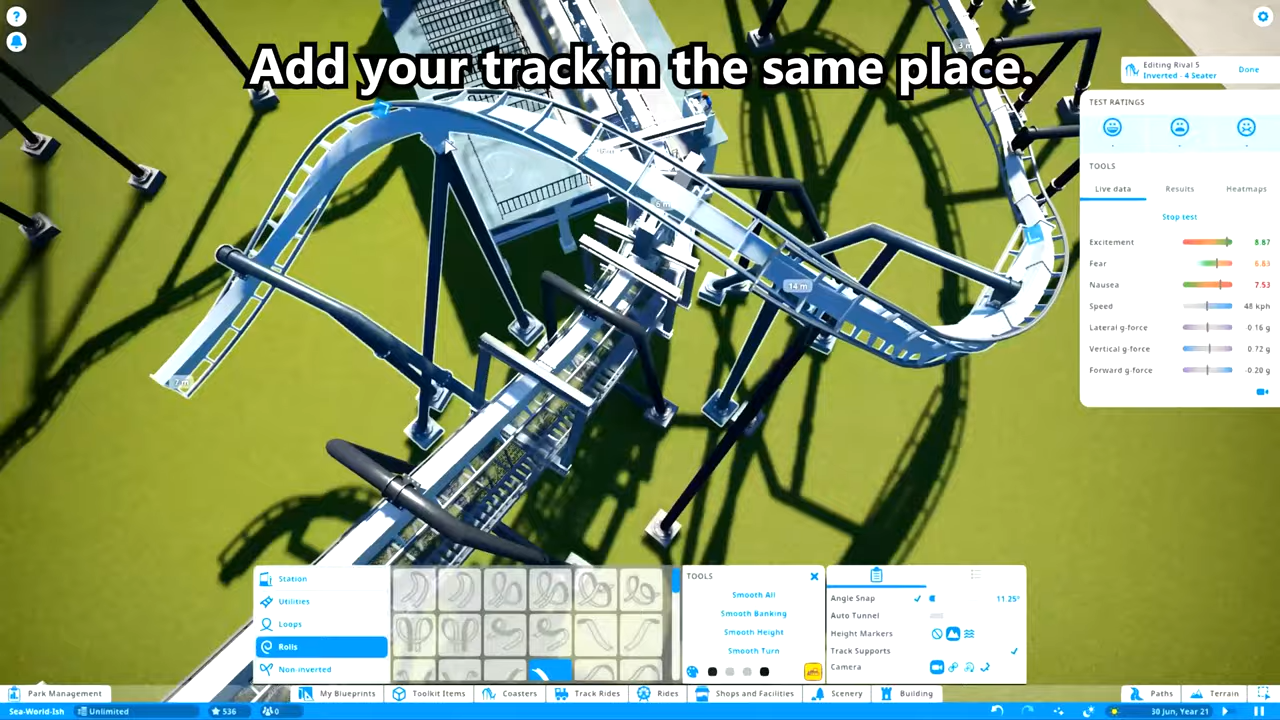 Add your track in the same place.
3 m
6 m
14 m
7 m
Editing Rival 5
Inverted - 4 Seater
Done
TEST RATINGS
TOOLS
Live data
Results
Heatmaps
Stop test
Excitement 8.87
Fear 6.83
Nausea 7.53
Speed 48 kph
Lateral g-force 0.16 g
Vertical g-force 0.72 g
Forward g-force -0.20 g
Station
Utilities
Loops
Rolls
Non-inverted
TOOLS
Smooth All
Smooth Banking
Smooth Height
Smooth Turn
Angle Snap 11.25°
Auto Tunnel
Height Markers
Track Supports
Camera
Park Management
My Blueprints
Toolkit Items
Coasters
Track Rides
Rides
Shops and Facilities
Scenery
Building
Paths
Terrain
Sea-World-Ish
Unlimited
536
0
30 Jun, Year 21